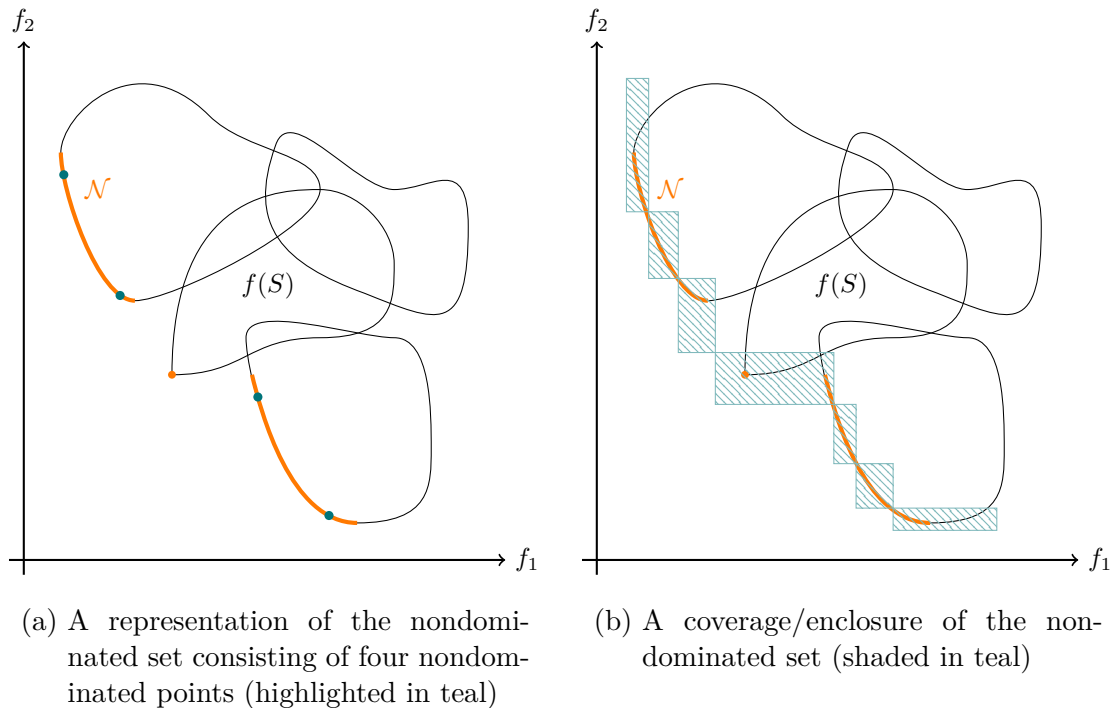 f₂
𝒩
f(S)
f₁
(a) A representation of the nondomi-
nated set consisting of four nondom-
inated points (highlighted in teal)
f₂
𝒩
f(S)
f₁
(b) A coverage/enclosure of the non-
dominated set (shaded in teal)